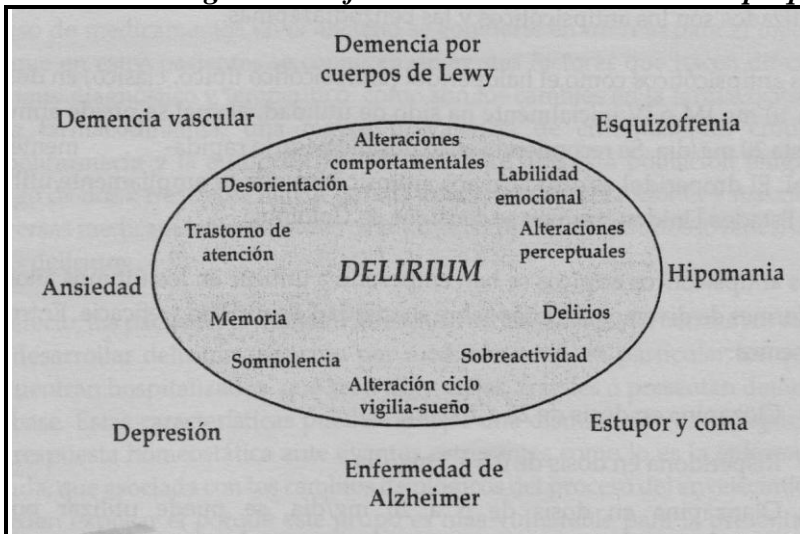 Demencia por
cuerpos de Lewy
Demencia vascular
Esquizofrenia
Alteraciones
comportamentales
Desorientación
Labilidad
emocional
Trastorno de
atención
Alteraciones
perceptuales
Ansiedad
DELIRIUM
Hipomania
Memoria
Delirios
Somnolencia
Sobreactividad
Alteración ciclo
vigilia-sueño
Depresión
Estupor y coma
Enfermedad de
Alzheimer